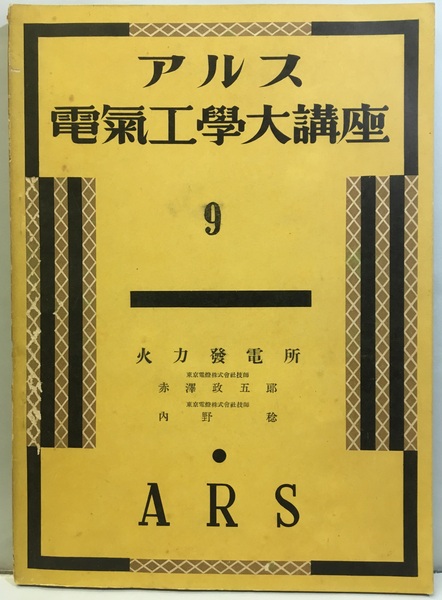 アルス
電氣工學大講座
9
火力發電所
東京電燈株式會社技師
赤澤政五郎
東京電燈株式會社技師
內野稔
ARS